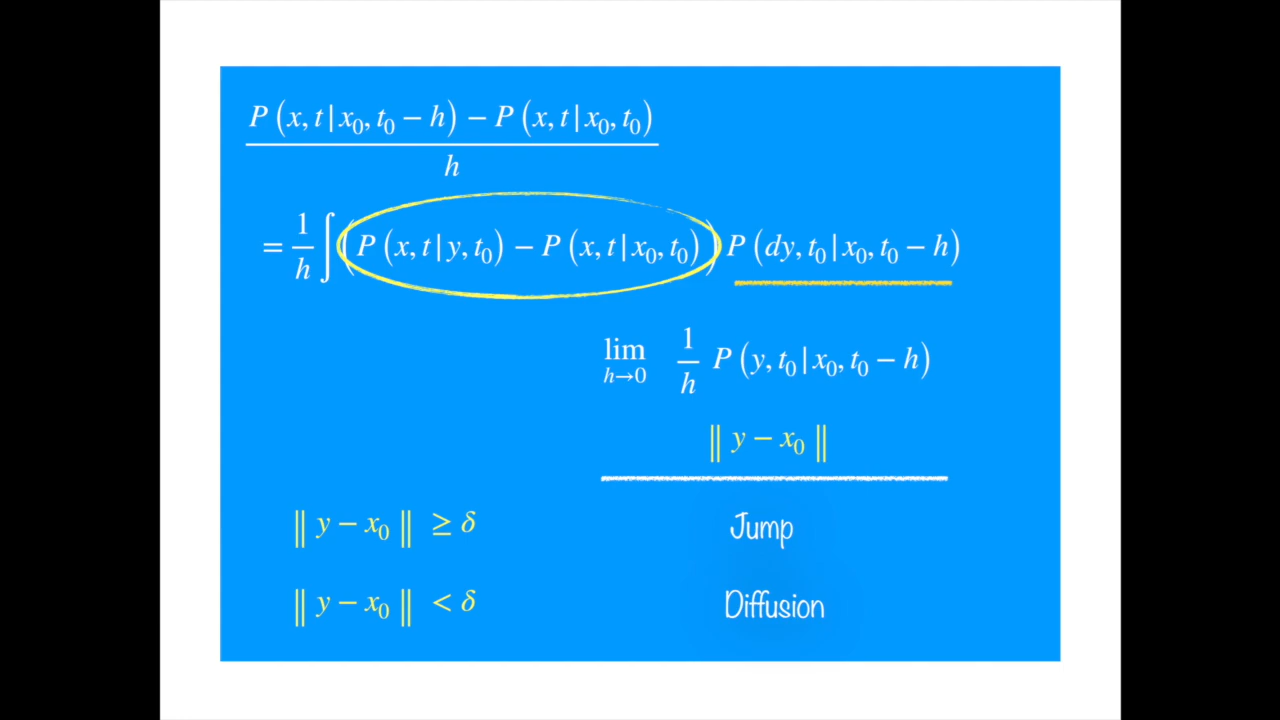 P(x, t | x₀, t₀ − h) − P(x, t | x₀, t₀)
h
= 1/h ∫ (P(x, t | y, t₀) − P(x, t | x₀, t₀)) P(dy, t₀ | x₀, t₀ − h)
lim h→0 1/h P(y, t₀ | x₀, t₀ − h)
‖ y − x₀ ‖
‖ y − x₀ ‖ ≥ δ Jump
‖ y − x₀ ‖ < δ Diffusion